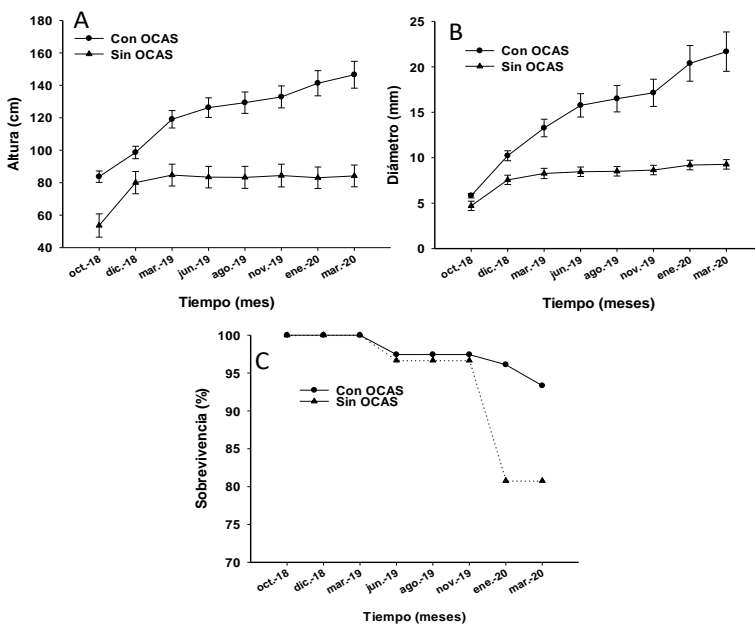 A
Con OCAS
Sin OCAS
Altura (cm)
180
160
140
120
100
80
60
40
oct.-18
dic.-18
mar.-19
jun.-19
ago.-19
nov.-19
ene.-20
mar.-20
Tiempo (mes)
B
Con OCAS
Sin OCAS
Diámetro (mm)
25
20
15
10
5
0
oct.-18
dic.-18
mar.-19
jun.-19
ago.-19
nov.-19
ene.-20
mar.-20
Tiempo (meses)
C
Con OCAS
Sin OCAS
Sobrevivencia (%)
100
95
90
85
80
75
70
oct.-18
dic.-18
mar.-19
jun.-19
ago.-19
nov.-19
ene.-20
mar.-20
Tiempo (meses)